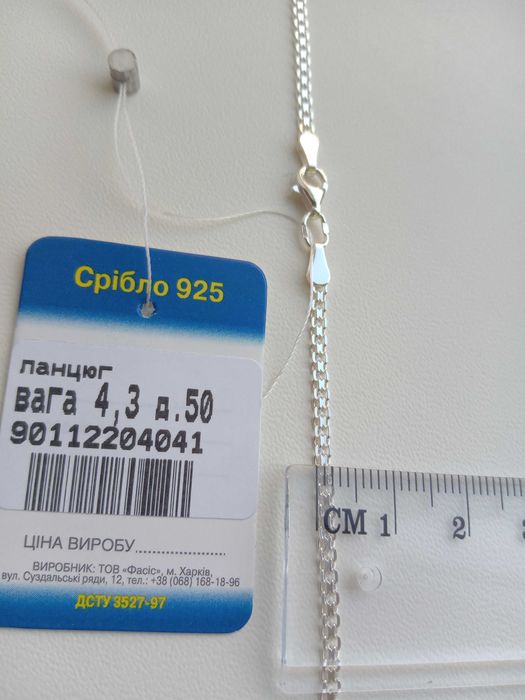 Срібло 925
ланцюг
вага 4,3 д.50
90112204041
ЦІНА ВИРОБУ
ВИРОБНИК: ТОВ «Фасіс», м. Харків,
вул. Суздальські ряди, 12, тел.: +38 (068) 168-18-96
ДСТУ 3527-97
CM 1 2